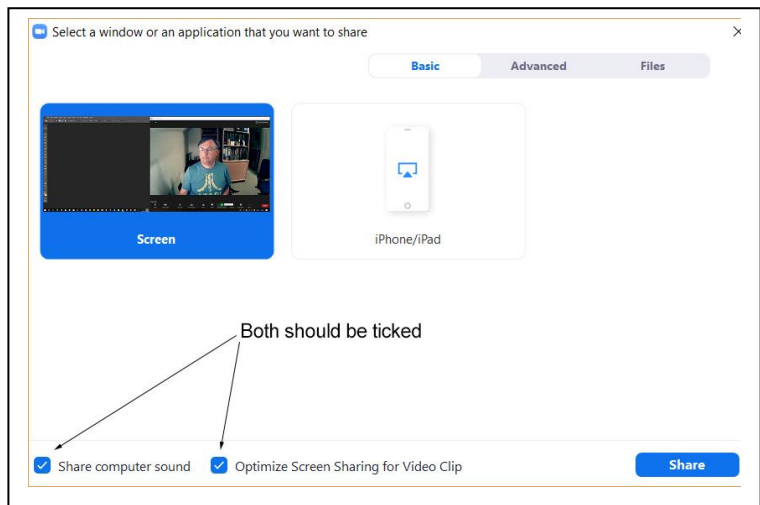 Select a window or an application that you want to share
Basic Advanced Files
Screen
iPhone/iPad
Both should be ticked
Share computer sound
Optimize Screen Sharing for Video Clip
Share